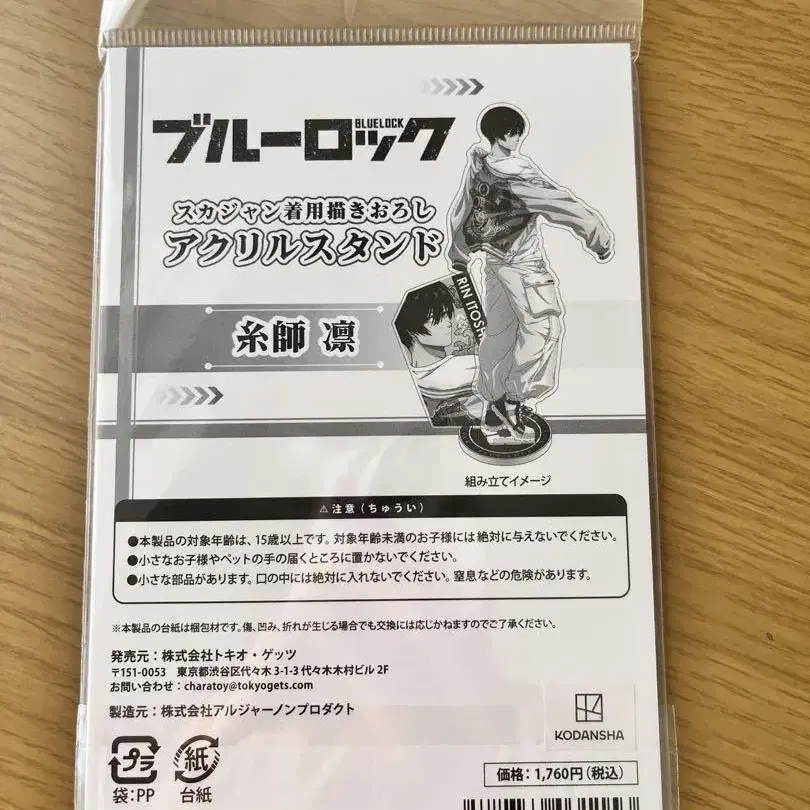 BLUELOCK
ブルーロック
スカジャン着用描きおろし
アクリルスタンド
糸師 凛
RIN ITOSH
組み立てイメージ
⚠注意（ちゅうい）
●本製品の対象年齢は、15歳以上です。対象年齢未満のお子様には絶対に与えないでください。
●小さなお子様やペットの手の届くところに置かないでください。
●小さな部品があります。口の中には絶対に入れないでください。窒息などの危険があります。
※本製品の台紙は梱包材です。傷、凹み、折れが生じる場合でも交換には応じかねますのでご了承ください。
発売元：株式会社トキオ・ゲッツ
〒151-0053 東京都渋谷区代々木 3-1-3 代々木木村ビル 2F
お問い合わせ：charatoy@tokyogets.com
製造元：株式会社アルジャーノンプロダクト
KODANSHA
プラ
紙
袋：PP
台紙
価格：1,760円（税込）